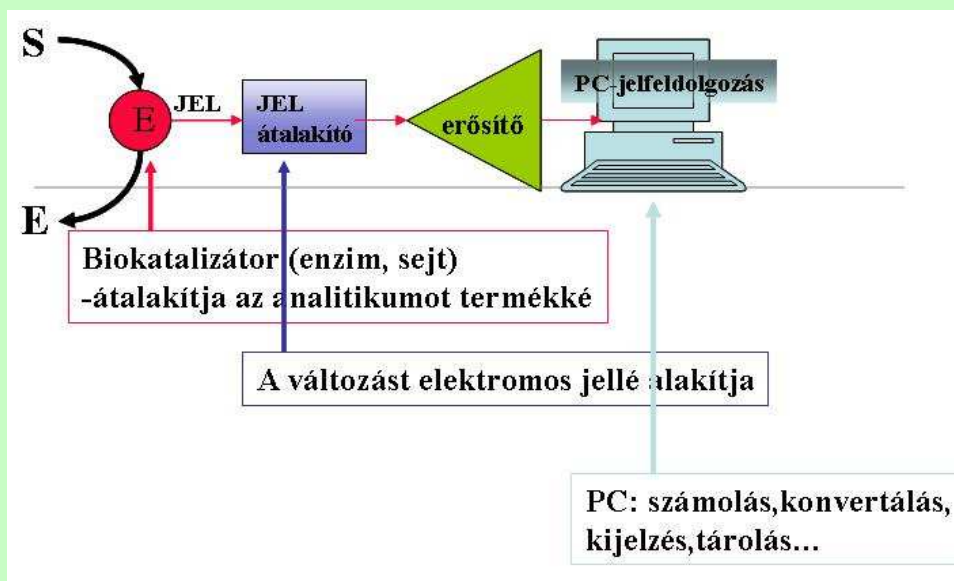 S
E
JEL
JEL
átalakító
erősítő
PC-jelfeldolgozás
E
Biokatalizátor (enzim, sejt)
-átalakítja az analitikumot termékké
A változást elektromos jellé alakítja
PC: számolás,konvertálás,
kijelzés,tárolás...